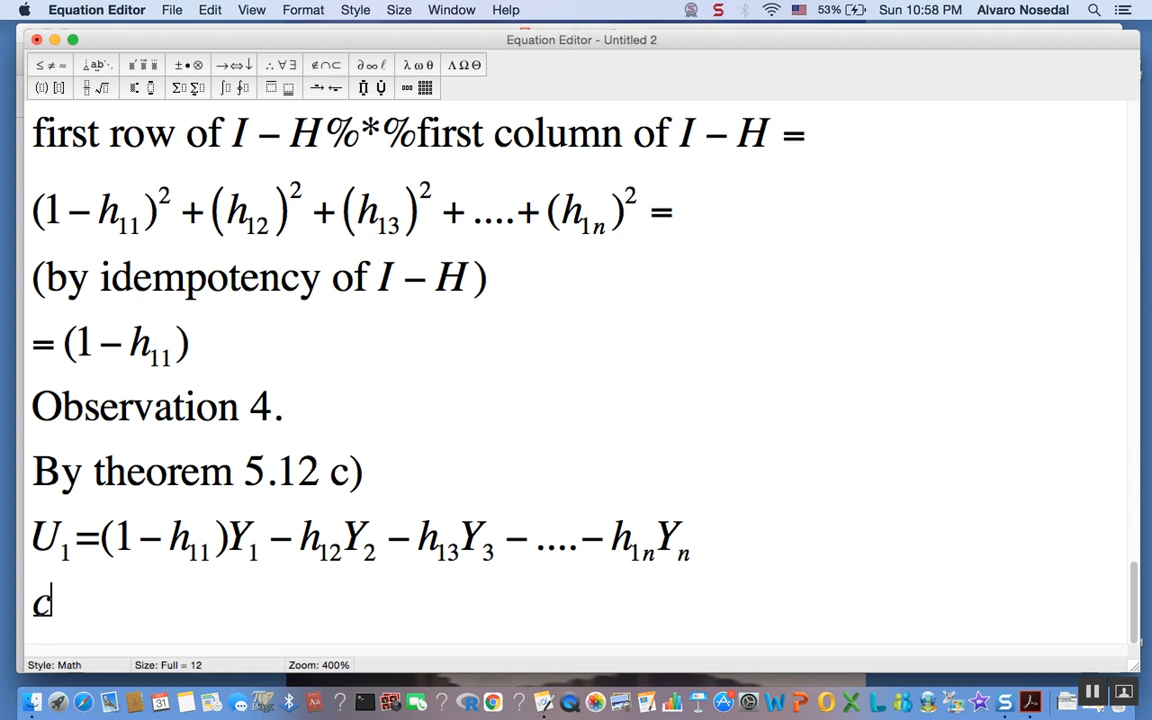 Equation Editor File Edit View Format Style Size Window Help 53% Sun 10:58 PM Alvaro Nosedal
Equation Editor - Untitled 2
first row of I − H%*%first column of I − H =
(1 − h₁₁)² + (h₁₂)² + (h₁₃)² + .... + (h₁ₙ)² =
(by idempotency of I − H)
= (1 − h₁₁)
Observation 4.
By theorem 5.12 c)
U₁=(1 − h₁₁)Y₁ − h₁₂Y₂ − h₁₃Y₃ − .... − h₁ₙYₙ
c
Style: Math Size: Full = 12 Zoom: 400%